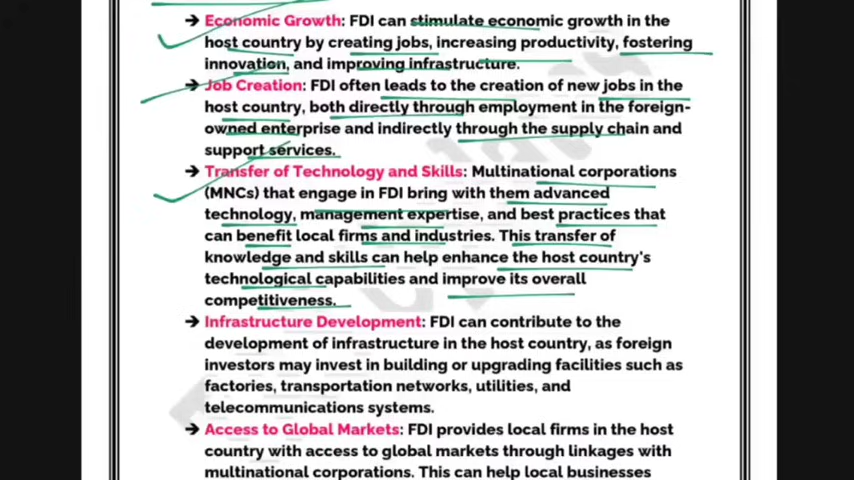 → Economic Growth: FDI can stimulate economic growth in the
host country by creating jobs, increasing productivity, fostering
innovation, and improving infrastructure.
→ Job Creation: FDI often leads to the creation of new jobs in the
host country, both directly through employment in the foreign-
owned enterprise and indirectly through the supply chain and
support services.
→ Transfer of Technology and Skills: Multinational corporations
(MNCs) that engage in FDI bring with them advanced
technology, management expertise, and best practices that
can benefit local firms and industries. This transfer of
knowledge and skills can help enhance the host country's
technological capabilities and improve its overall
competitiveness.
→ Infrastructure Development: FDI can contribute to the
development of infrastructure in the host country, as foreign
investors may invest in building or upgrading facilities such as
factories, transportation networks, utilities, and
telecommunications systems.
→ Access to Global Markets: FDI provides local firms in the host
country with access to global markets through linkages with
multinational corporations. This can help local businesses